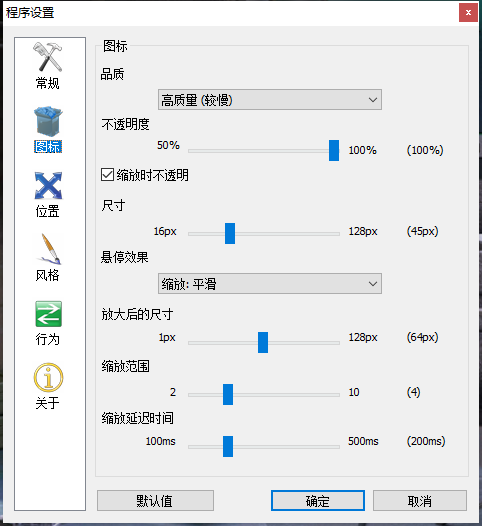 程序设置
常规
图标
位置
风格
行为
关于
图标
品质
高质量 (较慢)
不透明度
50% 100% (100%)
缩放时不透明
尺寸
16px 128px (45px)
悬停效果
缩放: 平滑
放大后的尺寸
1px 128px (64px)
缩放范围
2 10 (4)
缩放延迟时间
100ms 500ms (200ms)
默认值 确定 取消